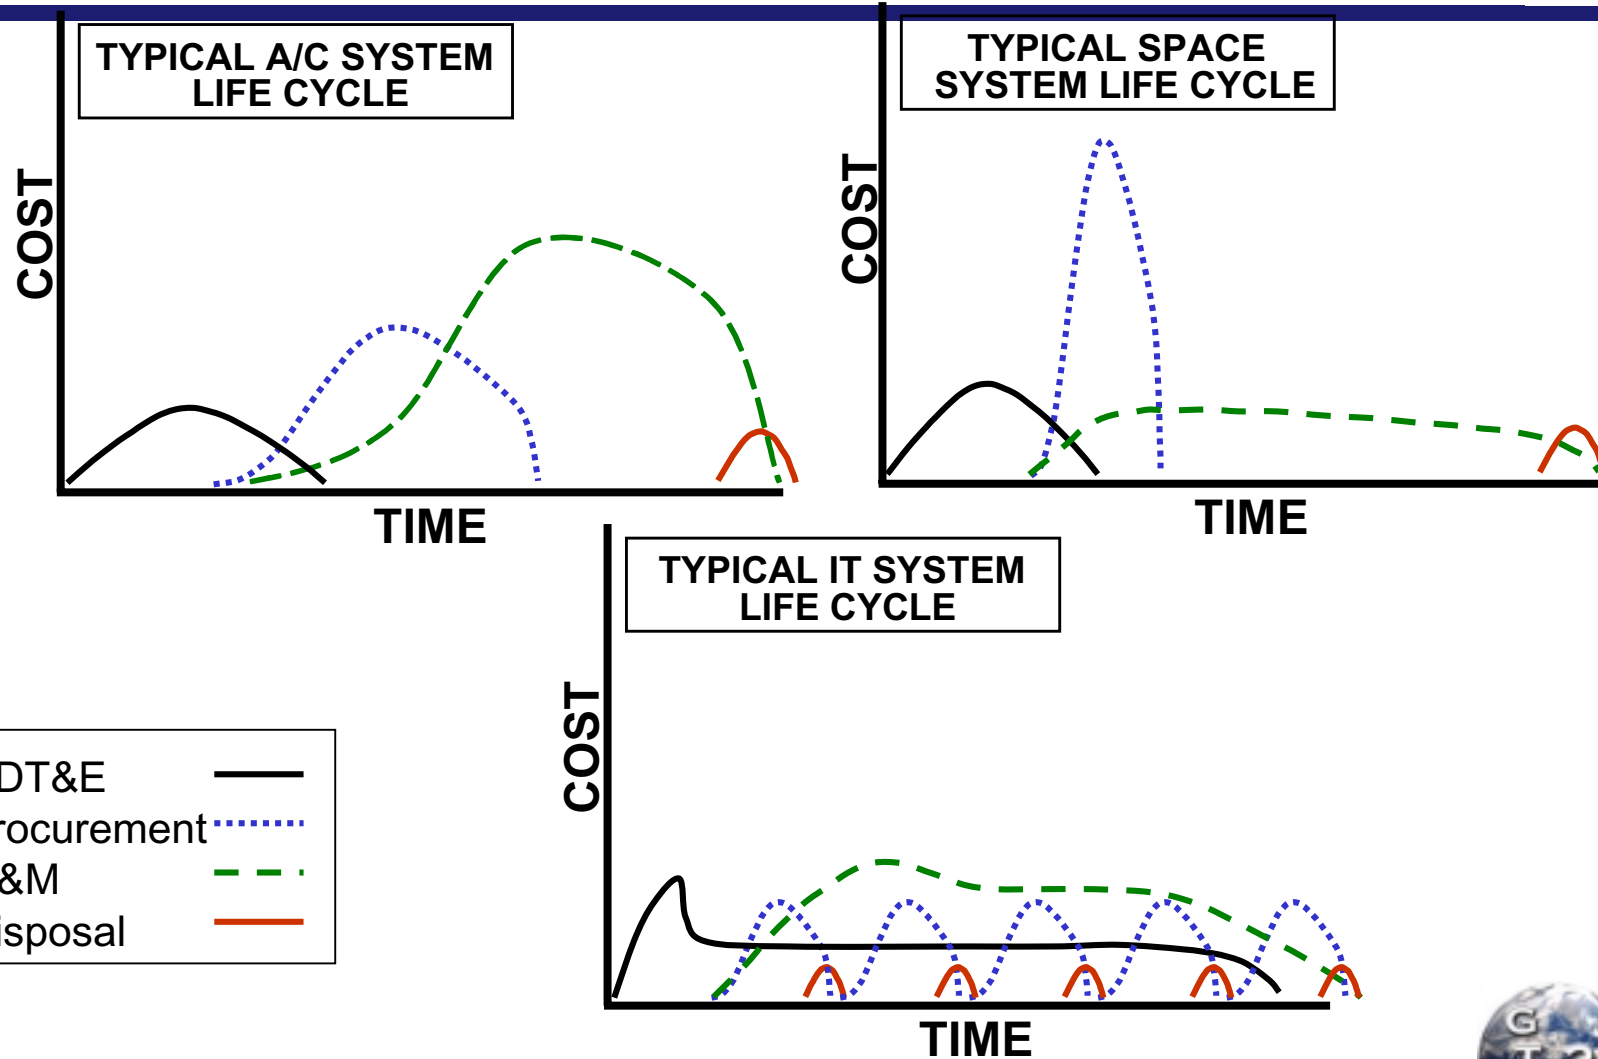 TYPICAL A/C SYSTEM
LIFE CYCLE
COST
TIME
TYPICAL SPACE
SYSTEM LIFE CYCLE
COST
TIME
TYPICAL IT SYSTEM
LIFE CYCLE
COST
TIME
DT&E
rocurement
&M
isposal
G